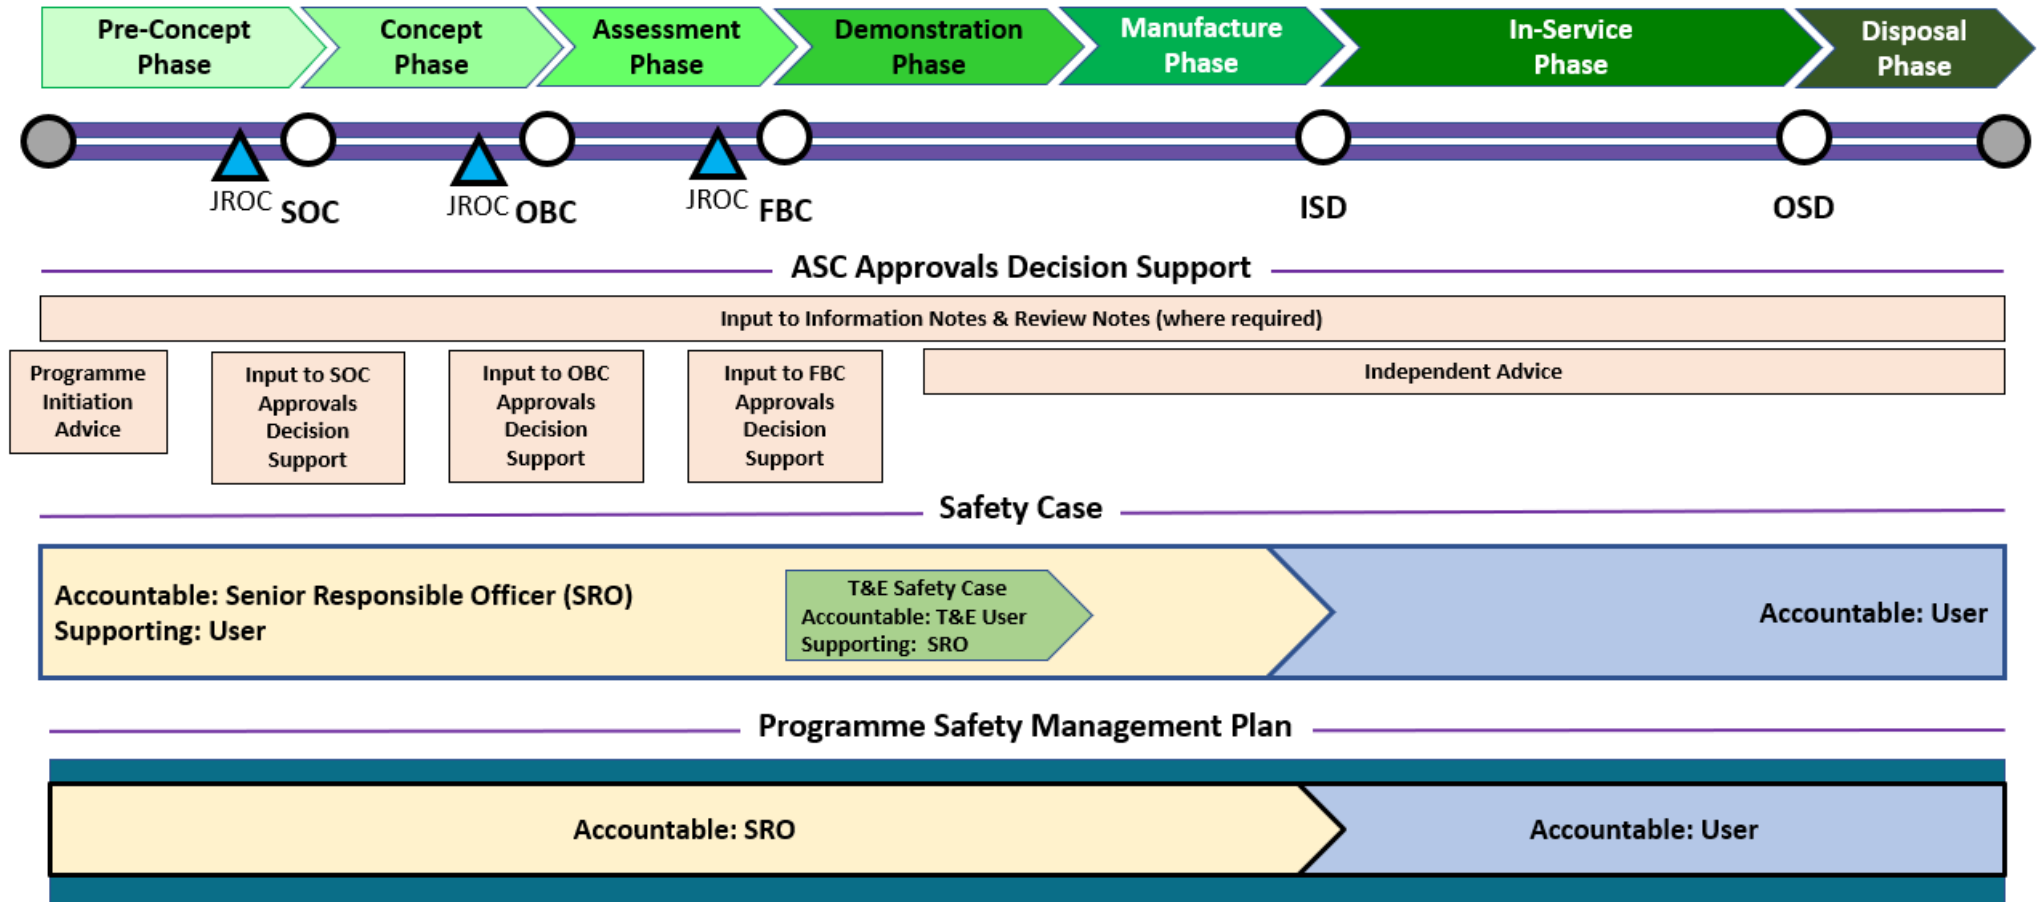 Pre-Concept
Phase
Concept
Phase
Assessment
Phase
Demonstration
Phase
Manufacture
Phase
In-Service
Phase
Disposal
Phase
JROC
SOC
JROC
OBC
JROC
FBC
ISD
OSD
ASC Approvals Decision Support
Input to Information Notes & Review Notes (where required)
Programme
Initiation
Advice
Input to SOC
Approvals
Decision
Support
Input to OBC
Approvals
Decision
Support
Input to FBC
Approvals
Decision
Support
Independent Advice
Safety Case
Accountable: Senior Responsible Officer (SRO)
Supporting: User
T&E Safety Case
Accountable: T&E User
Supporting: SRO
Accountable: User
Programme Safety Management Plan
Accountable: SRO
Accountable: User